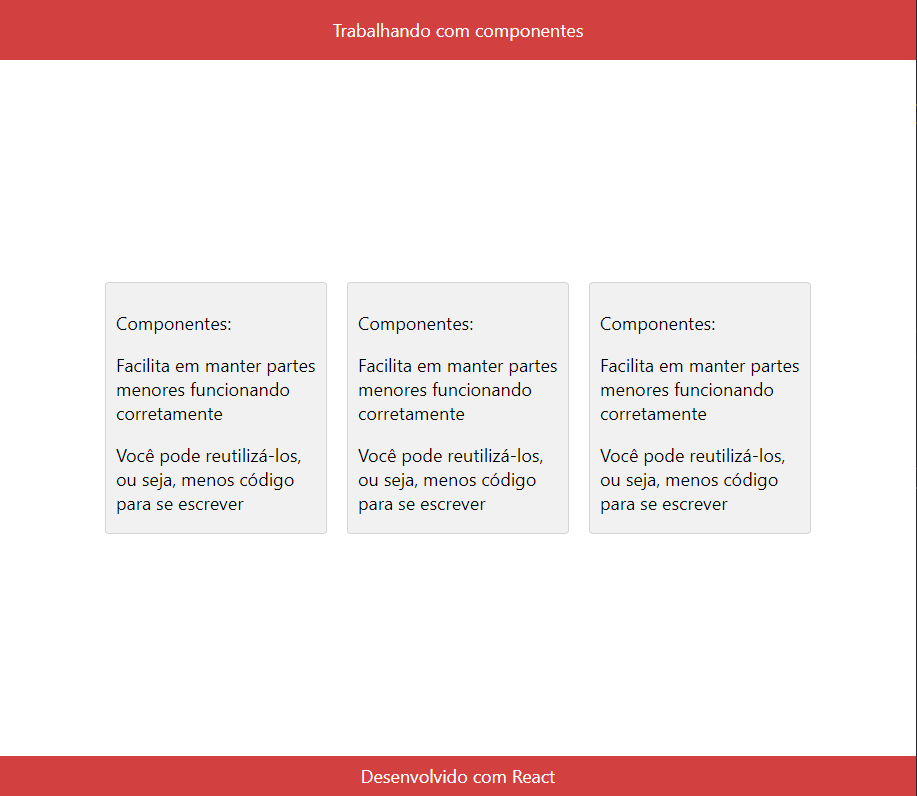 Trabalhando com componentes
Componentes:
Facilita em manter partes
menores funcionando
corretamente
Você pode reutilizá-los,
ou seja, menos código
para se escrever
Componentes:
Facilita em manter partes
menores funcionando
corretamente
Você pode reutilizá-los,
ou seja, menos código
para se escrever
Componentes:
Facilita em manter partes
menores funcionando
corretamente
Você pode reutilizá-los,
ou seja, menos código
para se escrever
Desenvolvido com React